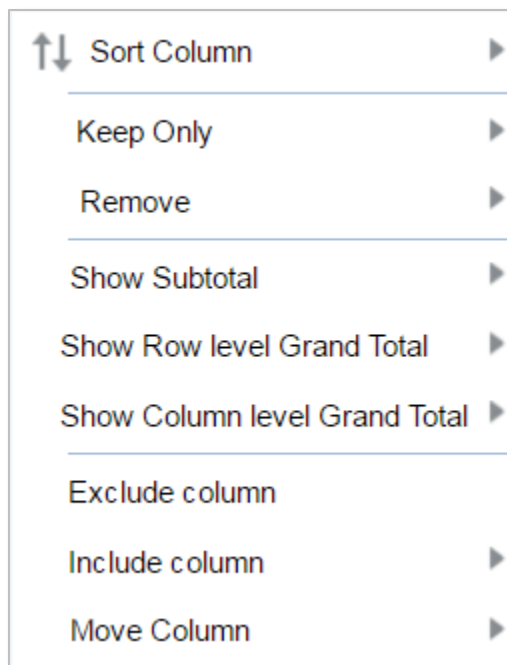 Sort Column
Keep Only
Remove
Show Subtotal
Show Row level Grand Total
Show Column level Grand Total
Exclude column
Include column
Move Column